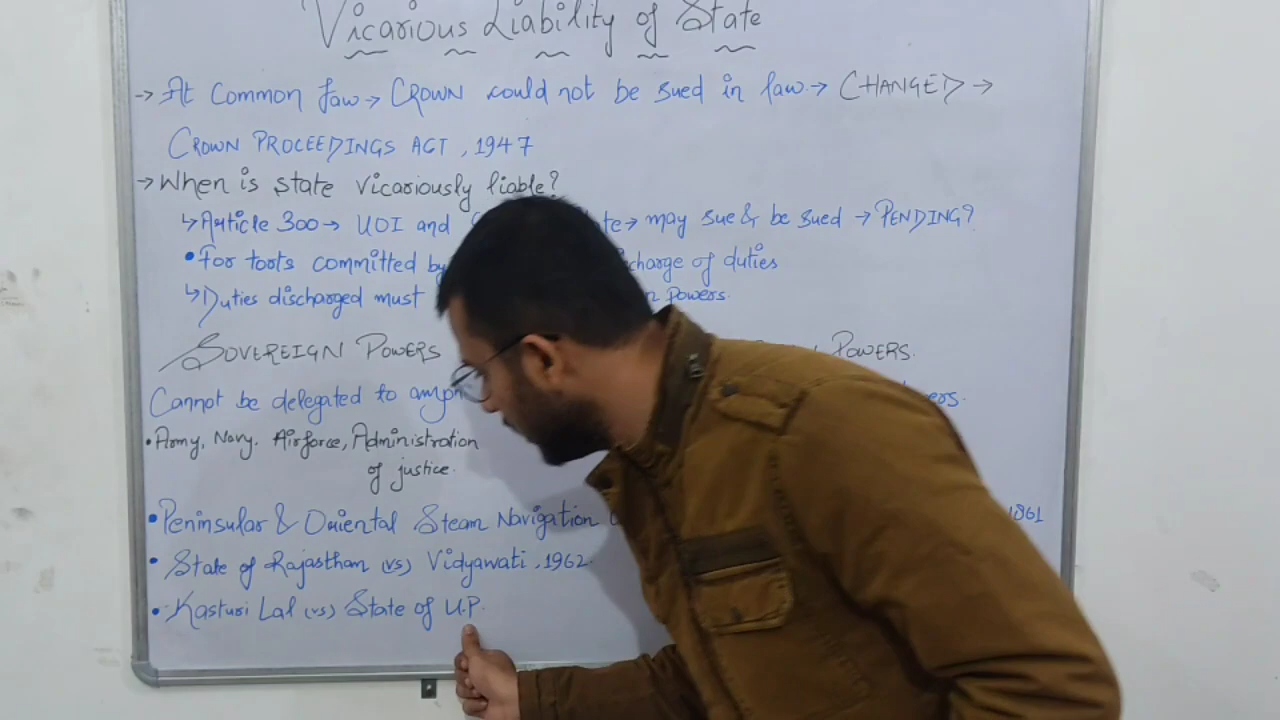 Vicarious Liability of State
→ At Common Law → CROWN could not be sued in law. → CHANGED →
CROWN PROCEEDINGS ACT, 1947
→ When is state vicariously liable?
↳ Article 300 → UOI and te → may sue & be sued → PENDING?
• For torts committed by charge of duties
↳ Duties discharged must powers.
SOVEREIGN POWERS POWERS.
Cannot be delegated to
• Army, Navy. Airforce, Administration
of justice.
• Peninsular & Oriental Steam Navigation 1861
• State of Rajasthan (vs) Vidyawati, 1962.
• Kasturi Lal (vs) State of U.P.